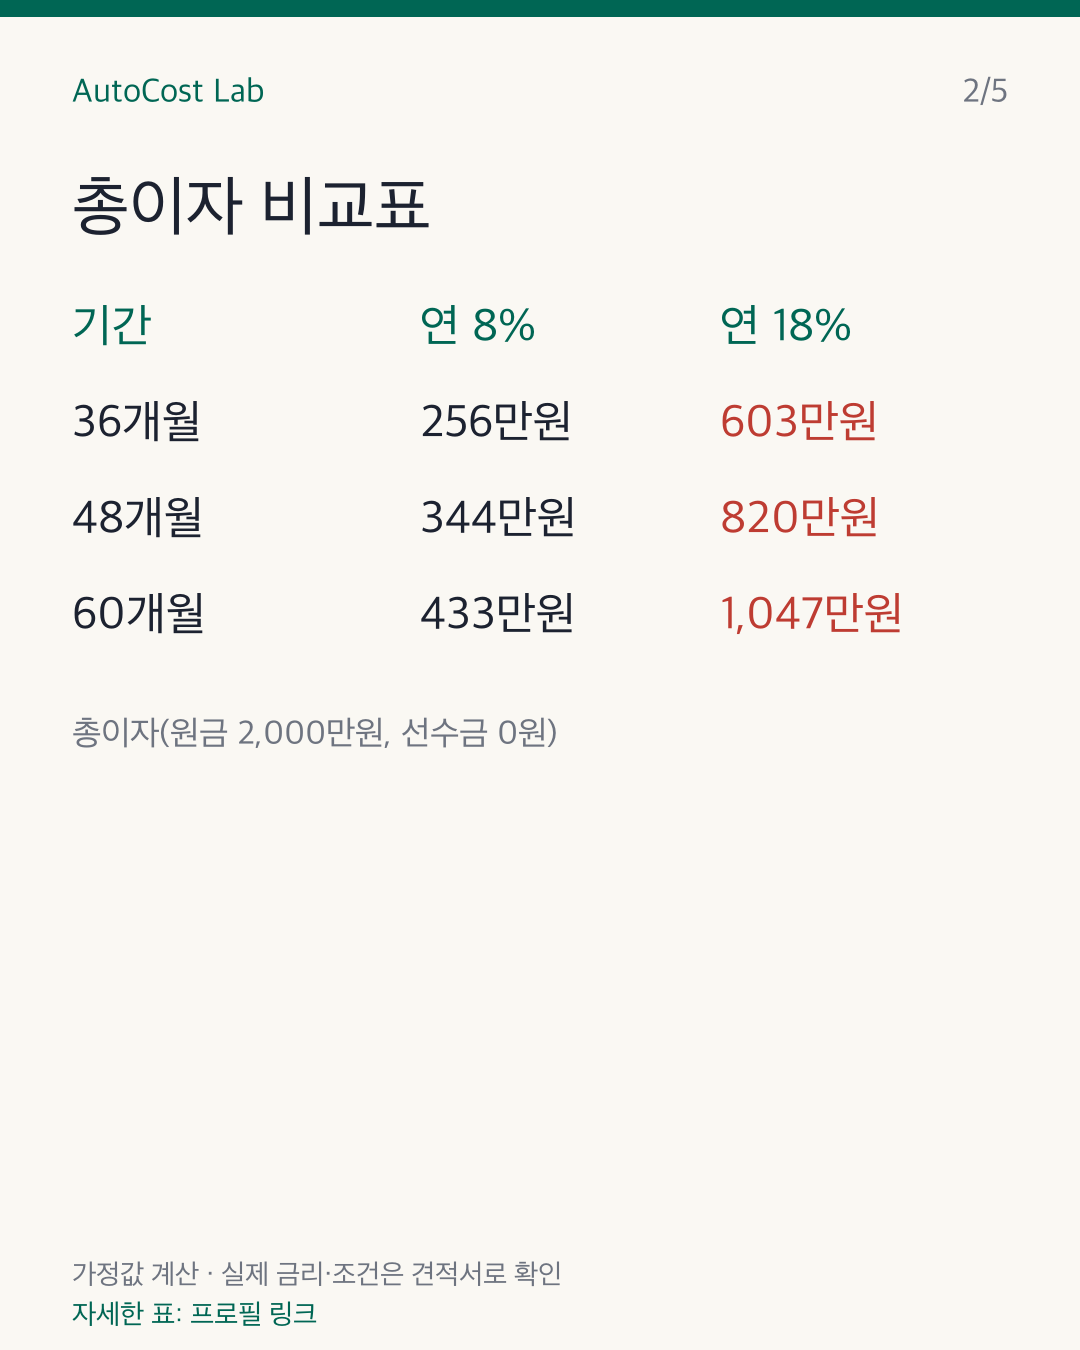 AutoCost Lab 2/5
총이자 비교표
기간 연 8% 연 18%
36개월 256만원 603만원
48개월 344만원 820만원
60개월 433만원 1,047만원
총이자(원금 2,000만원, 선수금 0원)
가정값 계산 · 실제 금리·조건은 견적서로 확인
자세한 표: 프로필 링크